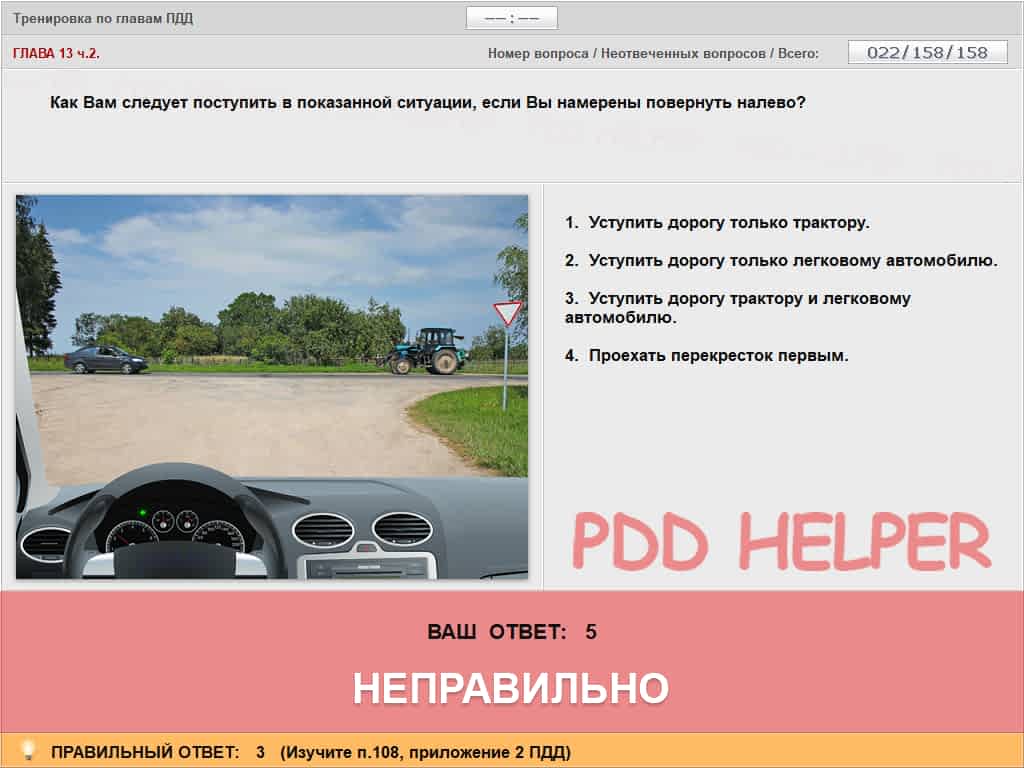 Тренировка по главам ПДД
—— : ——
ГЛАВА 13 ч.2.
Номер вопроса / Неотвеченных вопросов / Всего:
022/158/158
Как Вам следует поступить в показанной ситуации, если Вы намерены повернуть налево?
1. Уступить дорогу только трактору.
2. Уступить дорогу только легковому автомобилю.
3. Уступить дорогу трактору и легковому
автомобилю.
4. Проехать перекресток первым.
PDD HELPER
ВАШ ОТВЕТ: 5
НЕПРАВИЛЬНО
ПРАВИЛЬНЫЙ ОТВЕТ: 3 (Изучите п.108, приложение 2 ПДД)